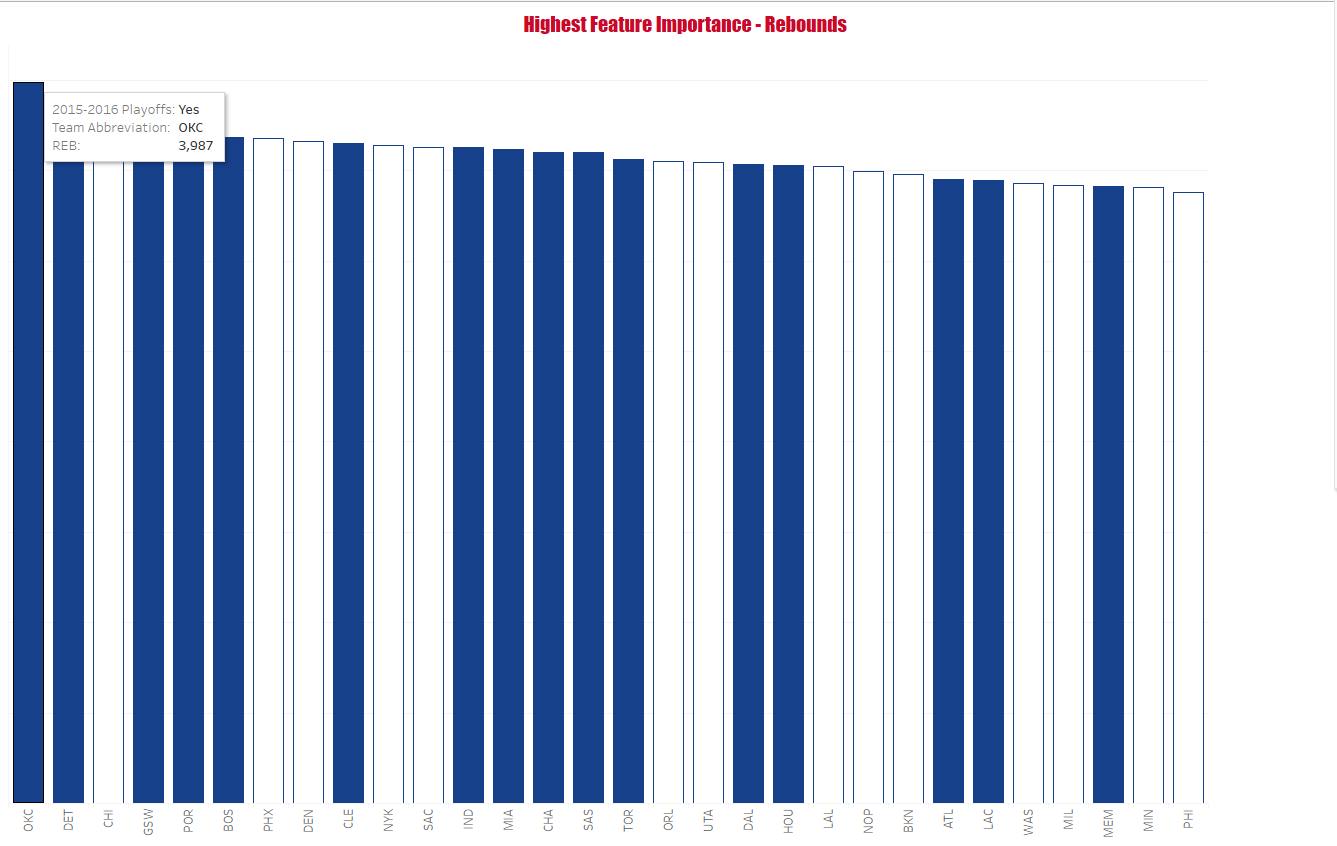 Highest Feature Importance - Rebounds
2015-2016 Playoffs: Yes
Team Abbreviation: OKC
REB: 3,987
OKC
DET
CHI
GSW
POR
BOS
PHX
DEN
CLE
NYK
SAC
IND
MIA
CHA
SAS
TOR
ORL
UTA
DAL
HOU
LAL
NOP
BKN
ATL
LAC
WAS
MIL
MEM
MIN
PHI